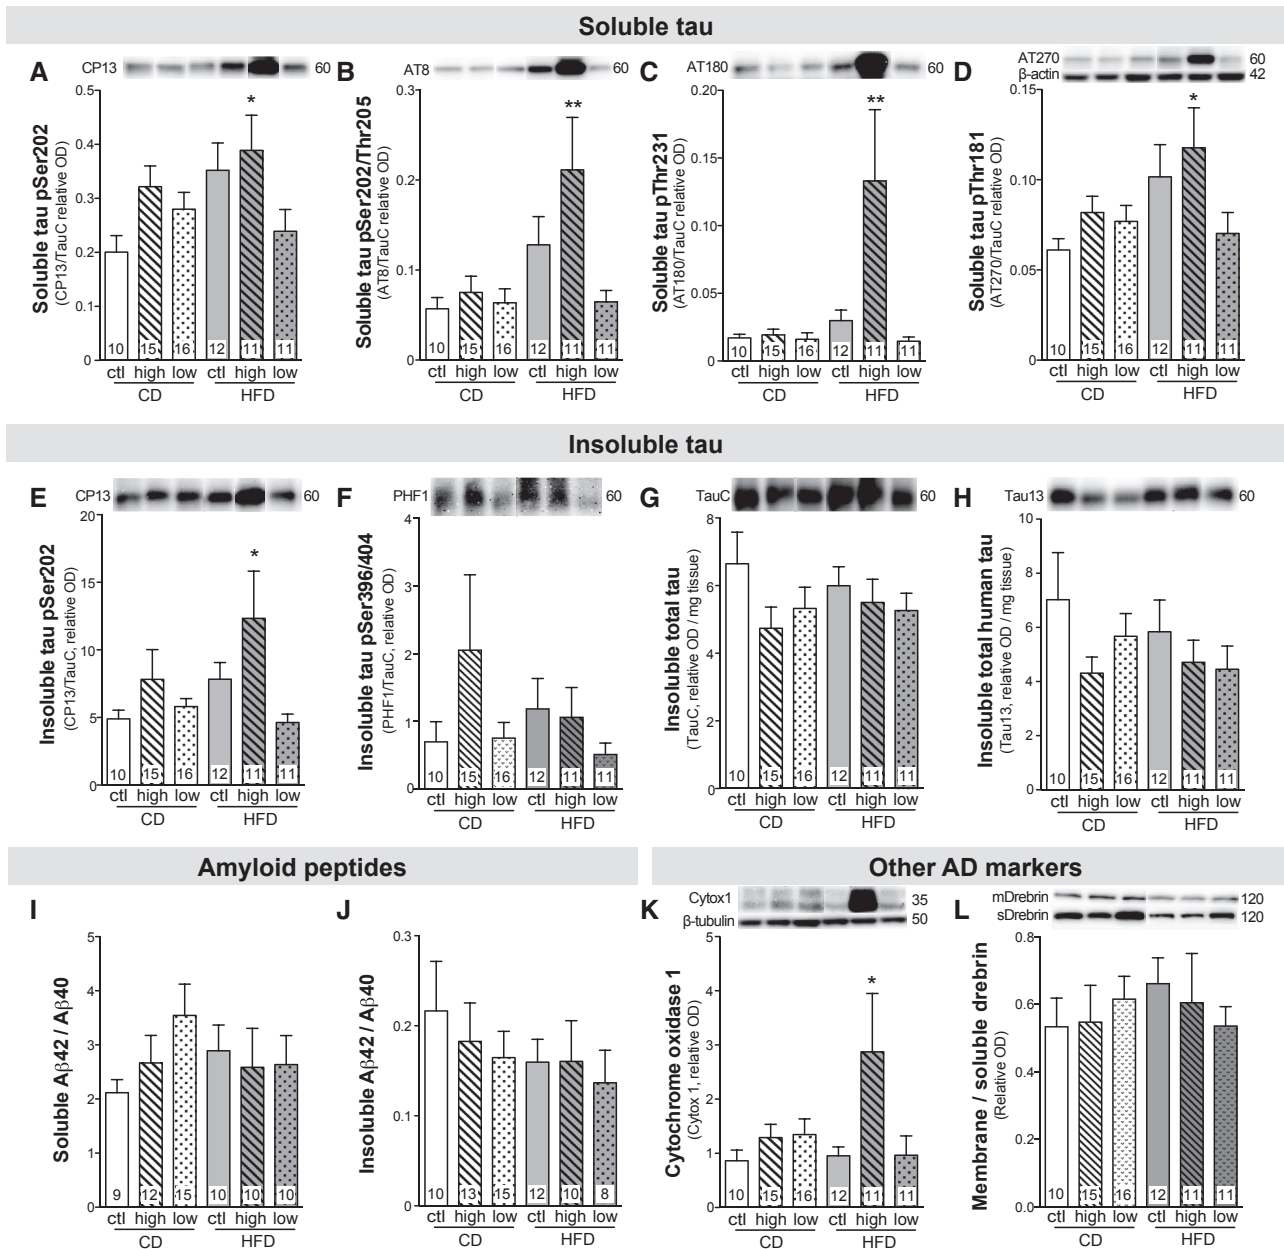 Soluble tau
A
CP13
60
0.5
0.4
0.3
0.2
0.1
0
Soluble tau pSer202
(CP13/TauC relative OD)
*
10 15 16 12 11 11
ctl high low ctl high low
CD HFD
B
AT8
60
0.3
0.2
0.1
0
Soluble tau pSer202/Thr205
(AT8/TauC relative OD)
**
10 15 16 12 11 11
ctl high low ctl high low
CD HFD
C
AT180
60
0.20
0.15
0.10
0.05
0
Soluble tau pThr231
(AT180/TauC relative OD)
**
10 15 16 12 11 11
ctl high low ctl high low
CD HFD
D
AT270 60
β-actin 42
0.15
0.10
0.05
0
Soluble tau pThr181
(AT270/TauC relative OD)
*
10 15 16 12 11 11
ctl high low ctl high low
CD HFD
Insoluble tau
E
CP13
60
20
15
10
5
0
Insoluble tau pSer202
(CP13/TauC, relative OD)
*
10 15 16 12 11 11
ctl high low ctl high low
CD HFD
F
PHF1
60
4
3
2
1
0
Insoluble tau pSer396/404
(PHF1/TauC, relative OD)
10 15 16 12 11 11
ctl high low ctl high low
CD HFD
G
TauC
60
8
6
4
2
0
Insoluble total tau
(TauC, relative OD / mg tissue)
10 15 16 12 11 11
ctl high low ctl high low
CD HFD
H
Tau13
60
10
8
6
4
2
0
Insoluble total human tau
(Tau13, relative OD / mg tissue)
10 15 16 12 11 11
ctl high low ctl high low
CD HFD
Amyloid peptides
I
5
4
3
2
1
0
Soluble Aβ42 / Aβ40
9 12 15 10 10 10
ctl high low ctl high low
CD HFD
J
0.3
0.2
0.1
0
Insoluble Aβ42 / Aβ40
10 13 15 12 10 8
ctl high low ctl high low
CD HFD
Other AD markers
K
Cytox1 35
β-tubulin 50
5
4
3
2
1
0
Cytochrome oxidase 1
(Cytox 1, relative OD)
*
10 15 16 12 11 11
ctl high low ctl high low
CD HFD
L
mDrebrin 120
sDrebrin 120
0.8
0.6
0.4
0.2
0.0
Membrane / soluble drebrin
(Relative OD)
10 15 16 12 11 11
ctl high low ctl high low
CD HFD